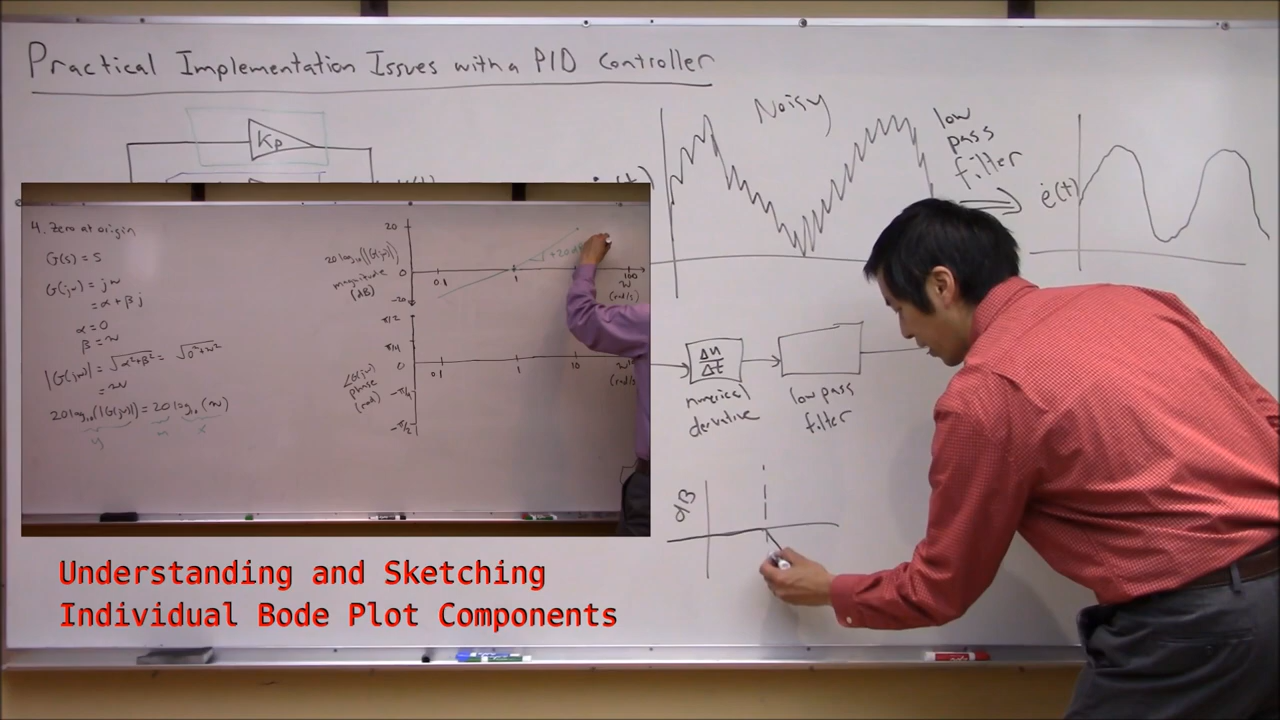 Practical Implementation Issues with a PID Controller
Kp
Noisy
low
pass
filter
ė(t)
4. Zero at origin
G(s) = s
G(jω) = jω
= α + βj
α = 0
β = ω
|G(jω)| = √α²+β² = √0²+ω²
= ω
20log₁₀(|G(jω)|) = 20log₁₀(ω)
y m x
20
20log₁₀(|G(jω)|)
magnitude
(dB)
0
-20
0.1
1
100
ω
(rad/s)
+20dB
π/2
π/4
0
∠G(jω)
phase
(rad)
-π/4
-π/2
0.1
1
10
Δu
Δt
numerical
derivative
low pass
filter
dB
Understanding and Sketching
Individual Bode Plot Components